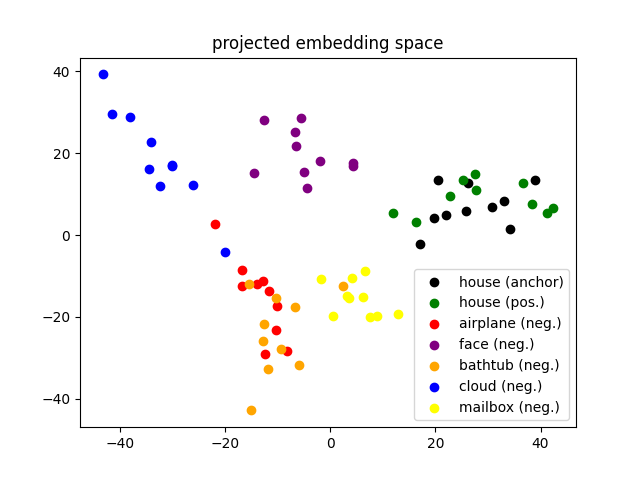 projected embedding space
40
20
0
−20
−40
−40 −20 0 20 40
house (anchor)
house (pos.)
airplane (neg.)
face (neg.)
bathtub (neg.)
cloud (neg.)
mailbox (neg.)